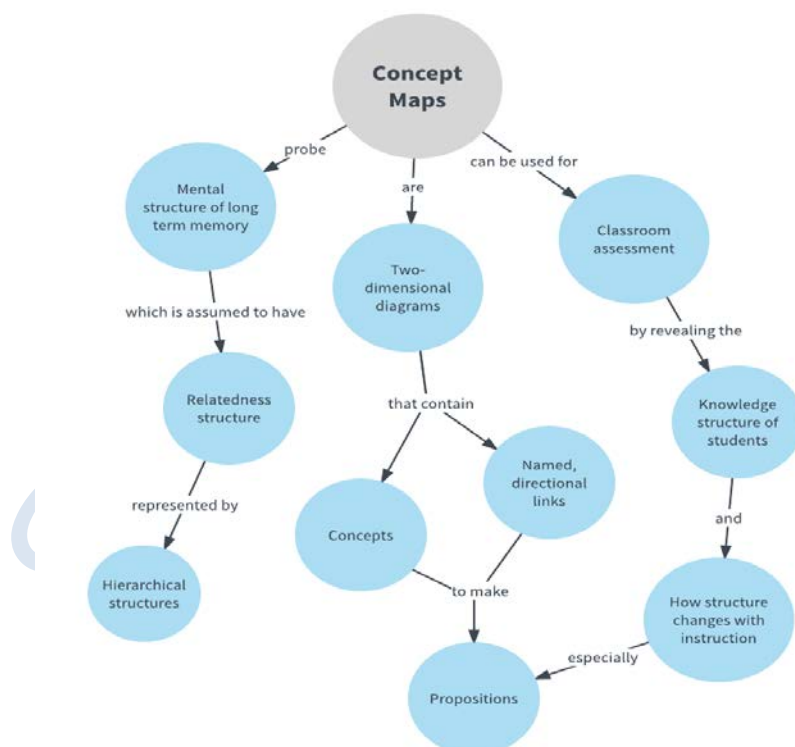 Concept
Maps
probe
are
can be used for
Mental
structure of long
term memory
Two-
dimensional
diagrams
Classroom
assessment
which is assumed to have
that contain
by revealing the
Relatedness
structure
Named,
directional
links
Knowledge
structure of
students
represented by
Concepts
and
Hierarchical
structures
to make
How structure
changes with
instruction
especially
Propositions